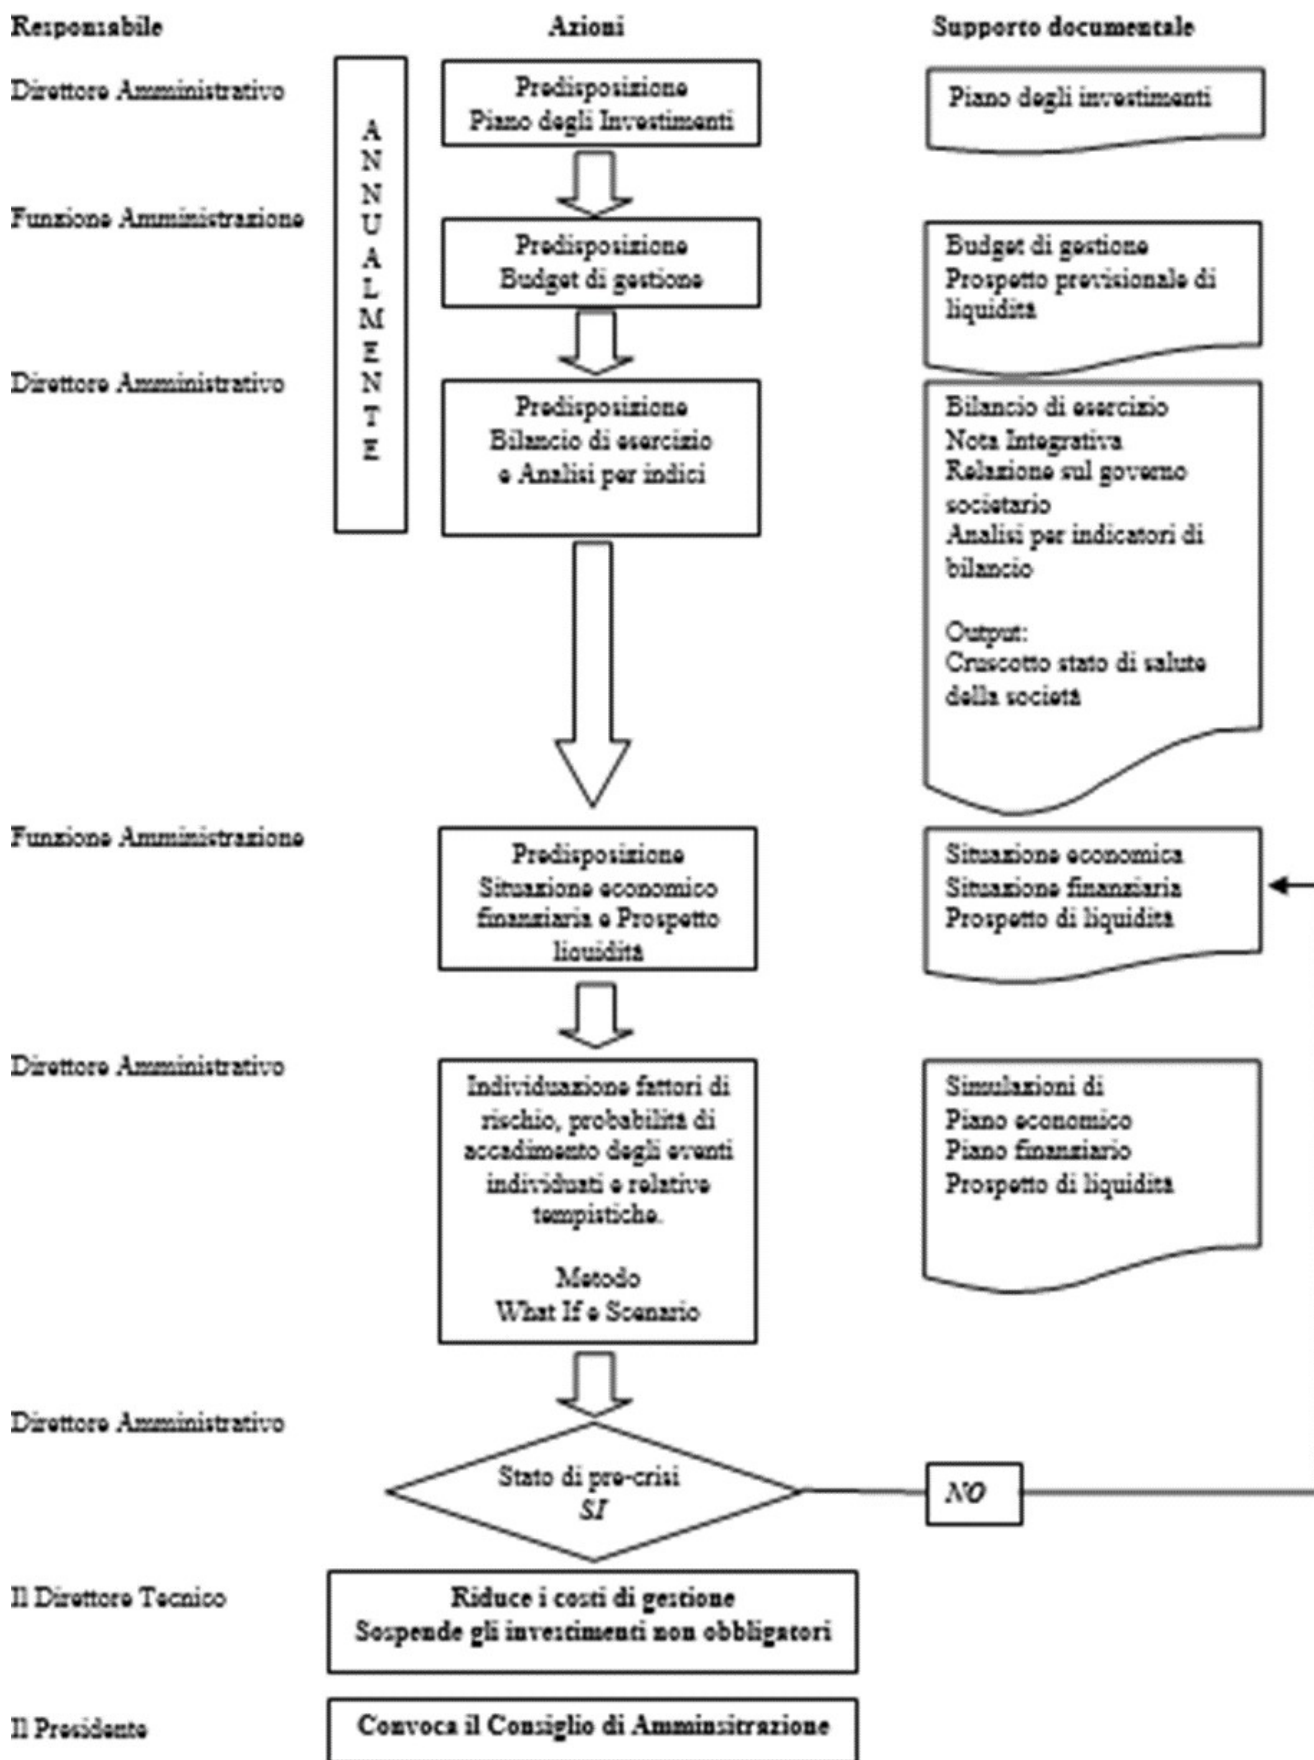 Responsabile
Azioni
Supporto documentale
Direttore Amministrativo
A
N
N
U
A
L
M
E
N
T
E
Predisposizione
Piano degli Investimenti
Piano degli investimenti
Funzione Amministrazione
Predisposizione
Budget di gestione
Budget di gestione
Prospetto previsionale di
liquidità
Direttore Amministrativo
Predisposizione
Bilancio di esercizio
e Analisi per indici
Bilancio di esercizio
Nota Integrativa
Relazione sul governo
societario
Analisi per indicatori di
bilancio
Output:
Cruscotto stato di salute
della società
Funzione Amministrazione
Predisposizione
Situazione economico
finanziaria e Prospetto
liquidità
Situazione economica
Situazione finanziaria
Prospetto di liquidità
Direttore Amministrativo
Individuazione fattori di
rischio, probabilità di
accadimento degli eventi
individuati e relative
tempistiche.
Metodo
What If e Scenario
Simulazioni di
Piano economico
Piano finanziario
Prospetto di liquidità
Direttore Amministrativo
Stato di pre-crisi
SI
NO
Il Direttore Tecnico
Riduce i costi di gestione
Sospende gli investimenti non obbligatori
Il Presidente
Convoca il Consiglio di Amminsitrazione